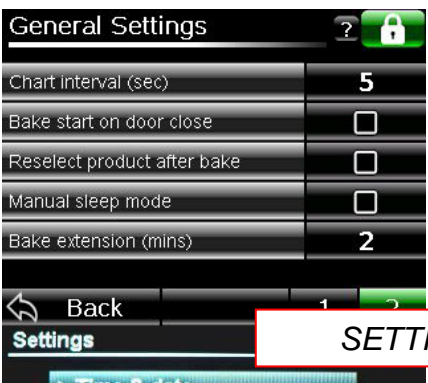 General Settings ?
Chart interval (sec) 5
Bake start on door close
Reselect product after bake
Manual sleep mode
Bake extension (mins) 2
Back 1
Settings